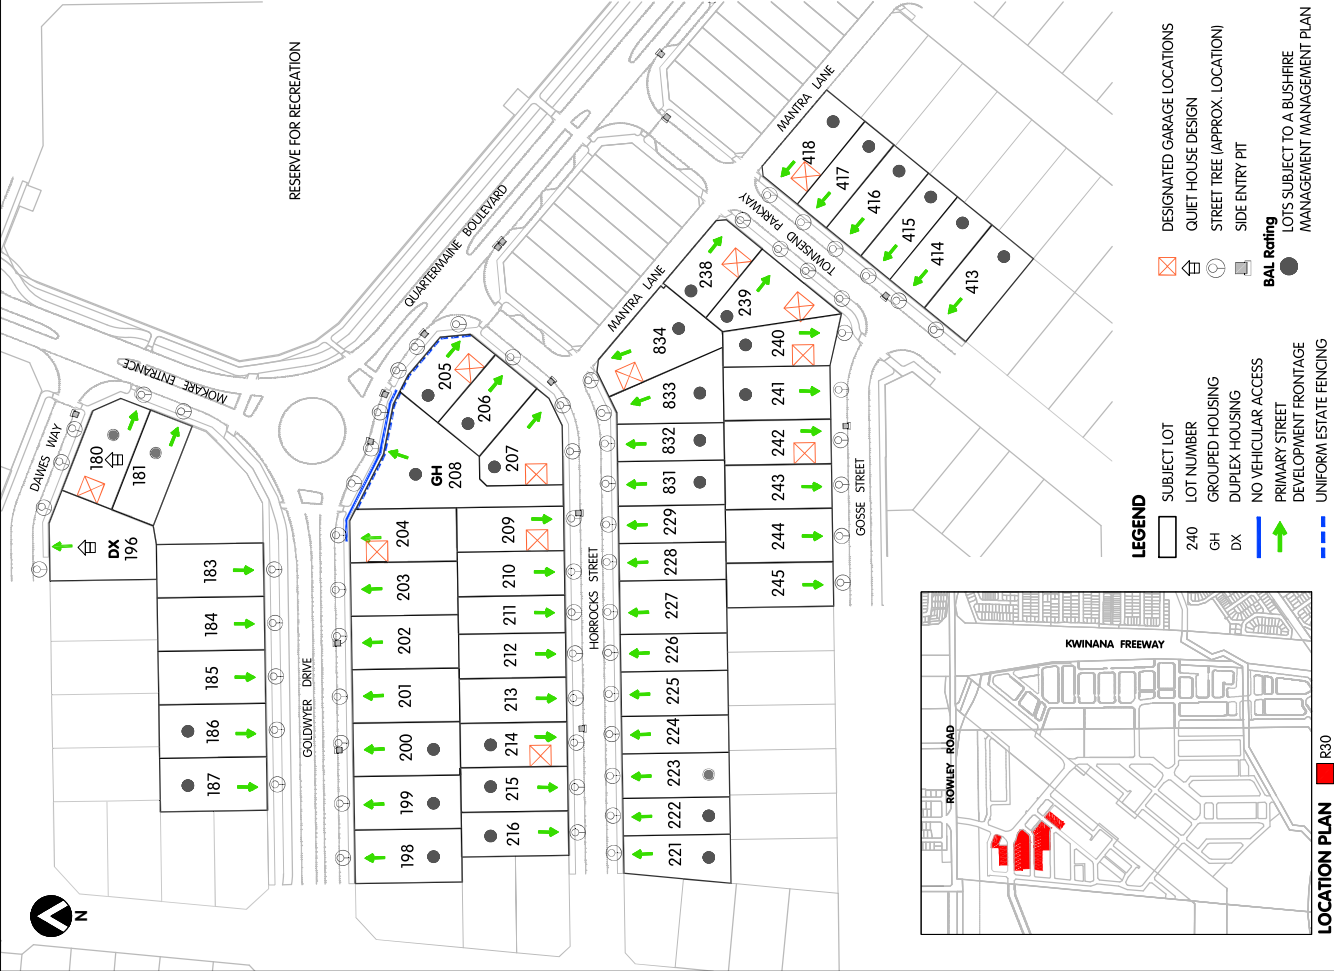 RESERVE FOR RECREATION
MANTRA LANE
QUARTERMAINE BOULEVARD
MOKARE ENTRANCE
DAWES WAY
TOWNSEND PARKWAY
MANTRA LANE
GOLDWYER DRIVE
HORROCKS STREET
GOSSE STREET
180
181
DX
196
183
184
185
186
187
205
206
207
GH
208
204
203
202
201
200
199
198
209
210
211
212
213
214
215
216
238
239
834
833
832
831
229
228
227
226
225
224
223
222
221
240
241
242
243
244
245
418
417
416
415
414
413
N
LEGEND
SUBJECT LOT
240 LOT NUMBER
GH GROUPED HOUSING
DX DUPLEX HOUSING
NO VEHICULAR ACCESS
PRIMARY STREET
DEVELOPMENT FRONTAGE
UNIFORM ESTATE FENCING
DESIGNATED GARAGE LOCATIONS
QUIET HOUSE DESIGN
STREET TREE (APPROX. LOCATION)
SIDE ENTRY PIT
BAL Rating
LOTS SUBJECT TO A BUSHFIRE
MANAGEMENT MANAGEMENT PLAN
KWINANA FREEWAY
ROWLEY ROAD
LOCATION PLAN
R30